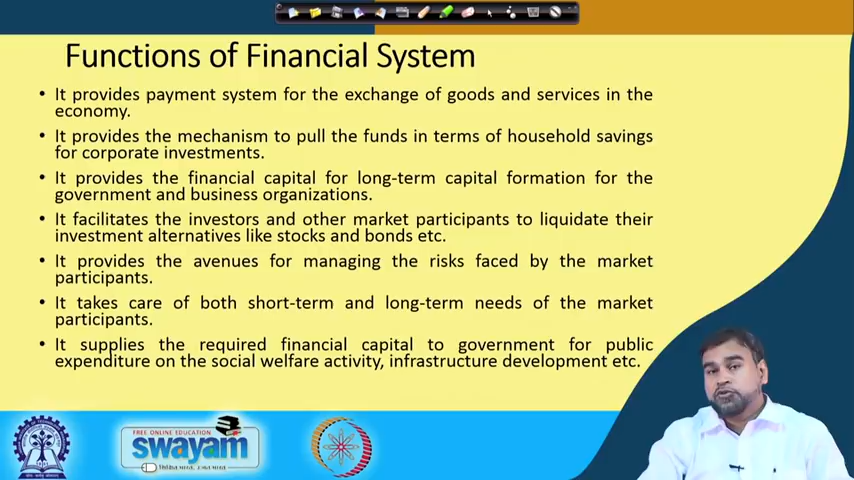 Functions of Financial System
• It provides payment system for the exchange of goods and services in the
economy.
• It provides the mechanism to pull the funds in terms of household savings
for corporate investments.
• It provides the financial capital for long-term capital formation for the
government and business organizations.
• It facilitates the investors and other market participants to liquidate their
investment alternatives like stocks and bonds etc.
• It provides the avenues for managing the risks faced by the market
participants.
• It takes care of both short-term and long-term needs of the market
participants.
• It supplies the required financial capital to government for public
expenditure on the social welfare activity, infrastructure development etc.
FREE ONLINE EDUCATION
swayam